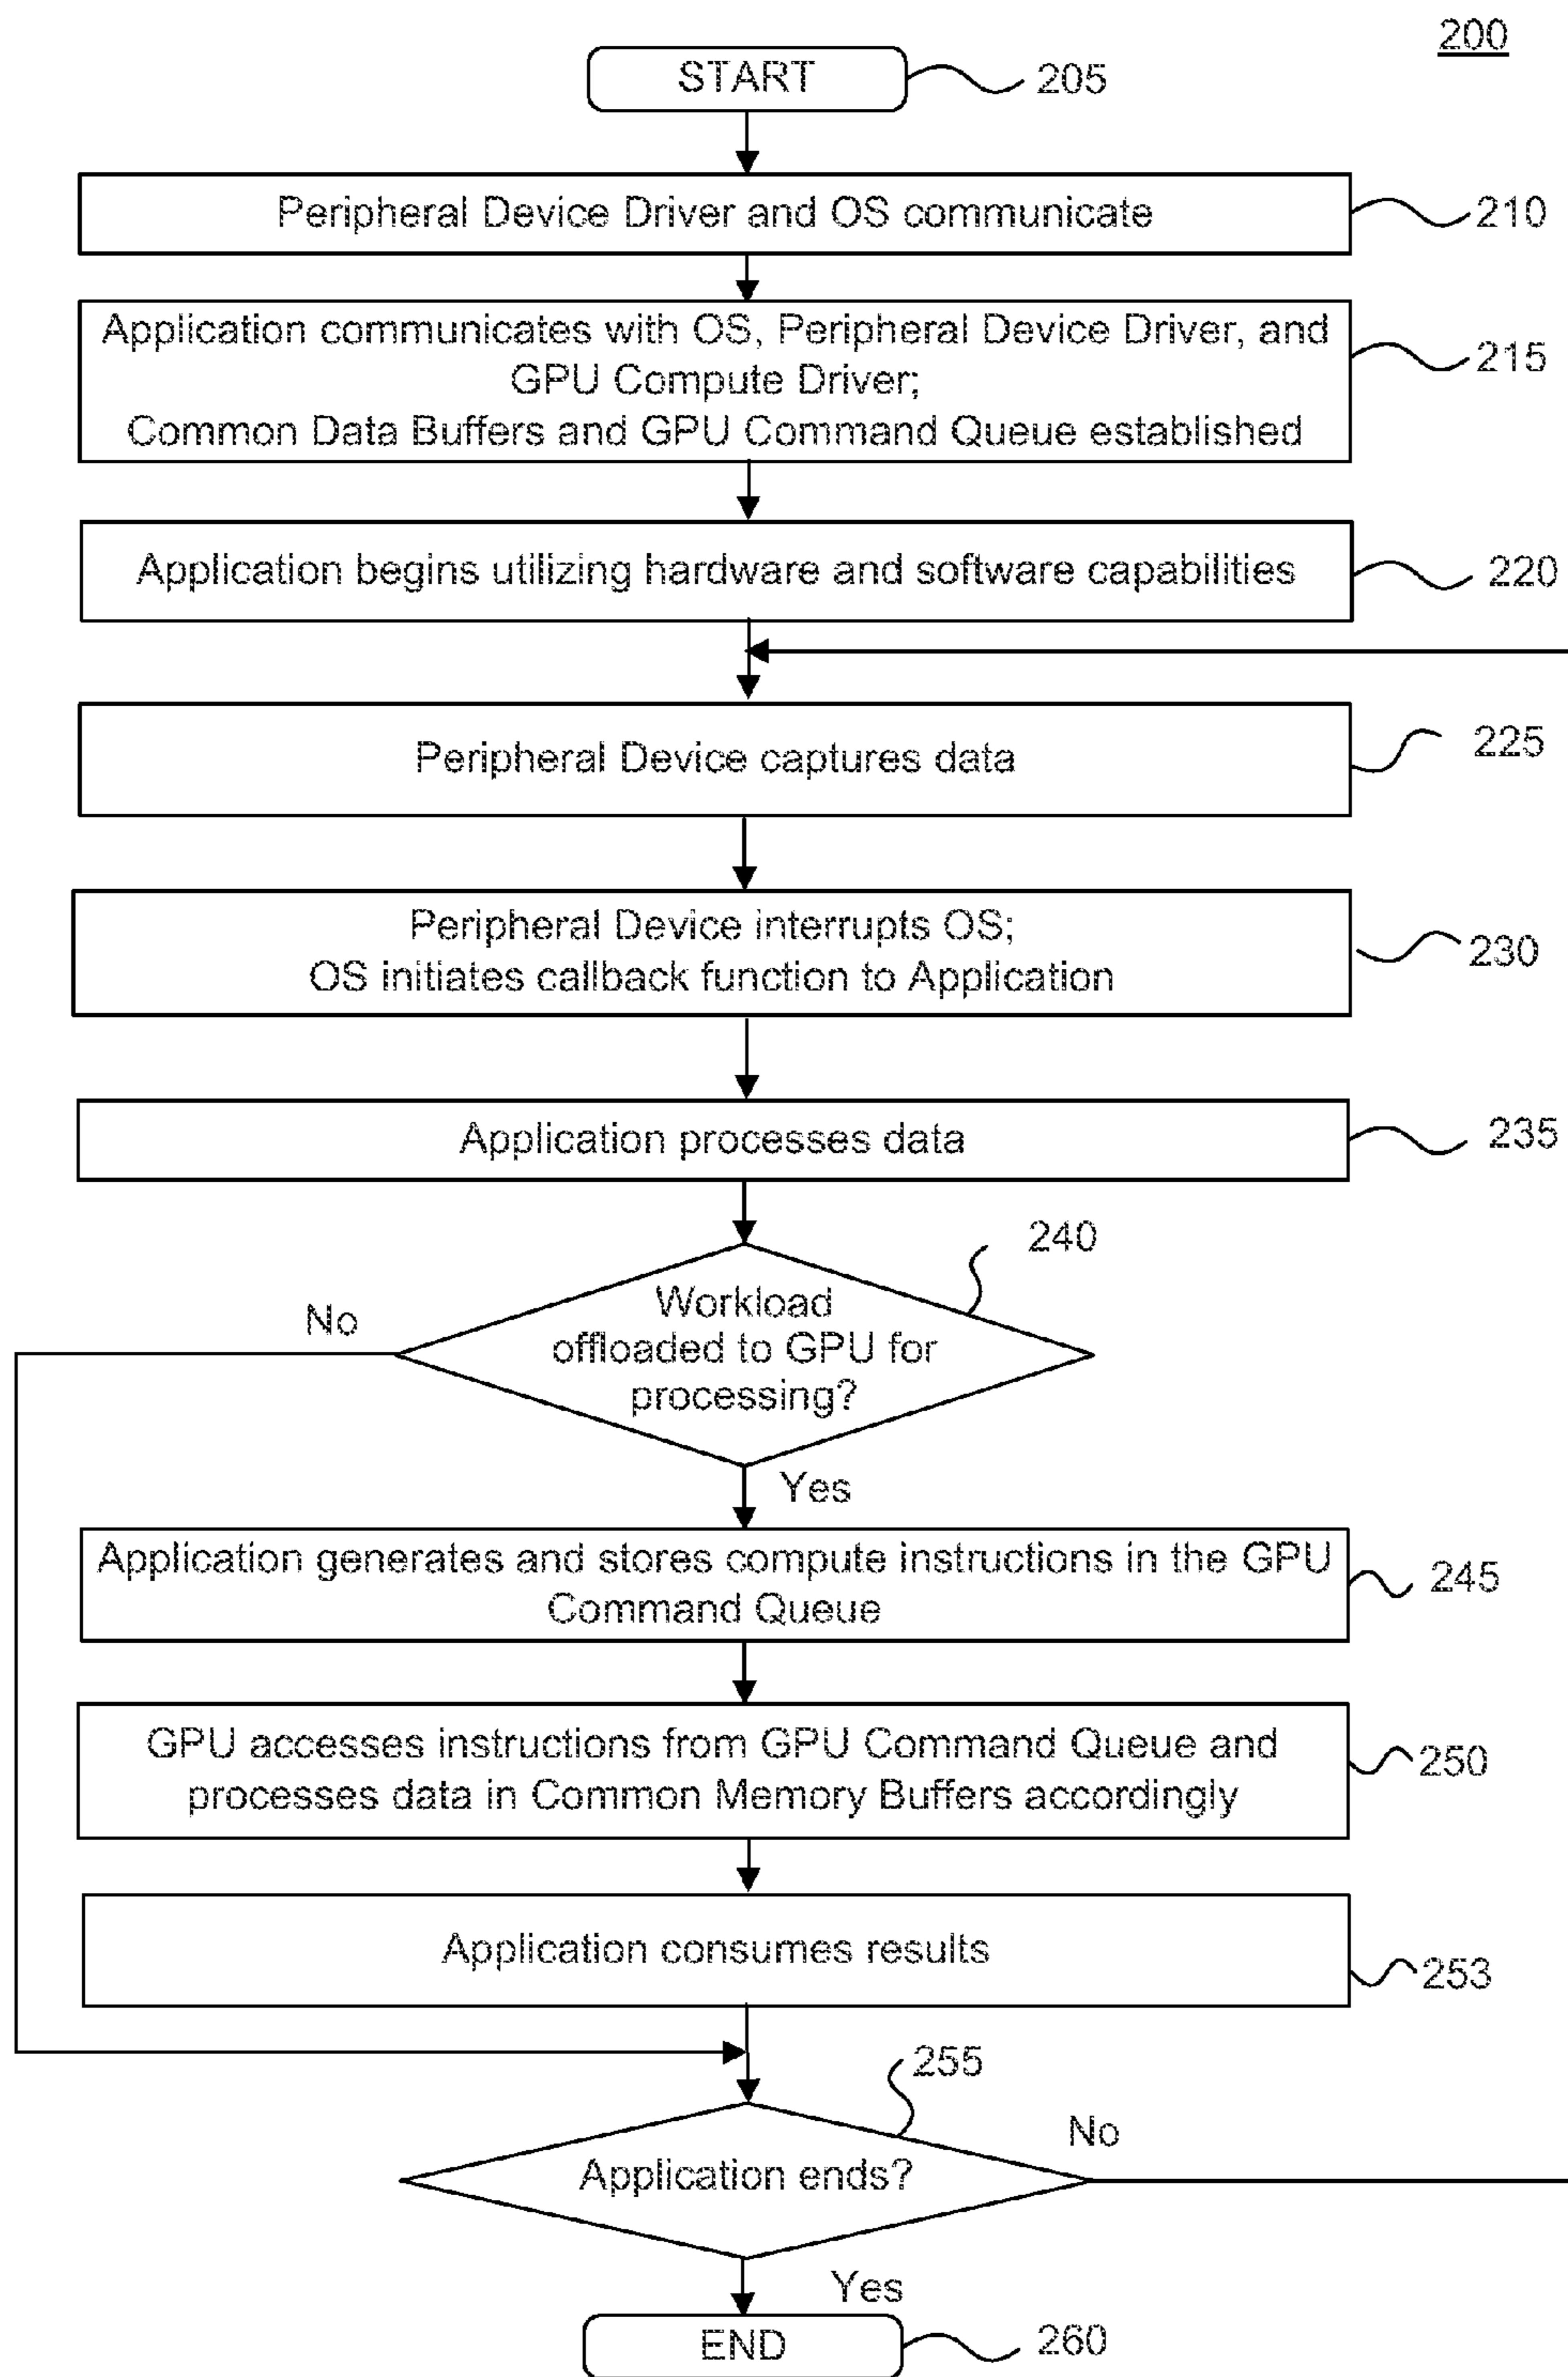 200
START
205
Peripheral Device Driver and OS communicate
210
Application communicates with OS, Peripheral Device Driver, and
GPU Compute Driver;
Common Data Buffers and GPU Command Queue established
215
Application begins utilizing hardware and software capabilities
220
Peripheral Device captures data
225
Peripheral Device interrupts OS;
OS initiates callback function to Application
230
Application processes data
235
240
Workload
offloaded to GPU for
processing?
No
Yes
Application generates and stores compute instructions in the GPU
Command Queue
245
GPU accesses instructions from GPU Command Queue and
processes data in Common Memory Buffers accordingly
250
Application consumes results
253
255
Application ends?
No
Yes
END
260